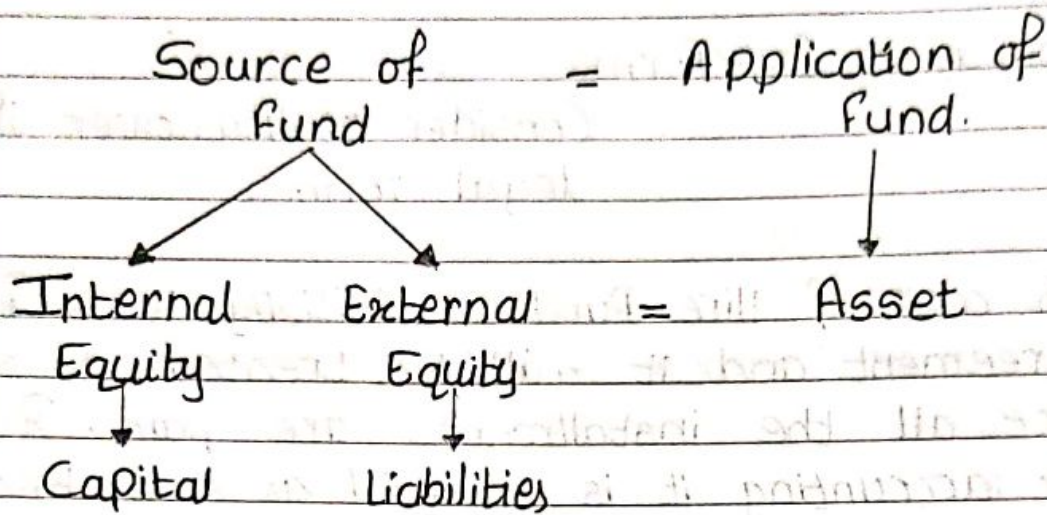 Source of = Application of
fund fund.
Internal External = Asset
Equity Equity
Capital Liabilities